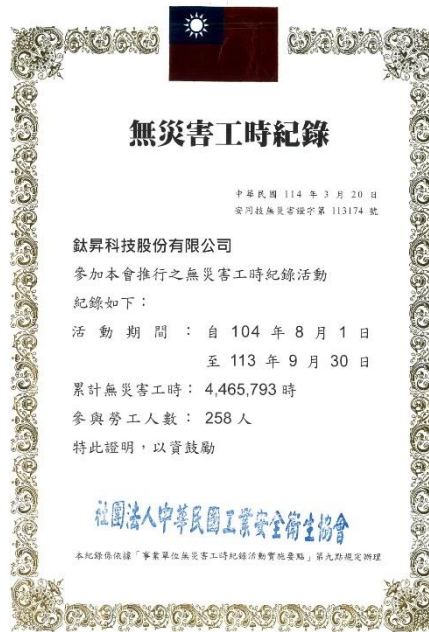 無災害工時紀錄
中華民國 114 年 3 月 20 日
安同技無災害證字第 113174 號
鈦昇科技股份有限公司
參加本會推行之無災害工時紀錄活動
紀錄如下：
活動期間：自 104 年 8 月 1 日
至 113 年 9 月 30 日
累計無災害工時：4,465,793 時
參與勞工人數：258 人
特此證明，以資鼓勵
社團法人中華民國工業安全衛生協會
本紀錄係依據「事業單位無災害工時紀錄活動實施要點」第九點規定辦理